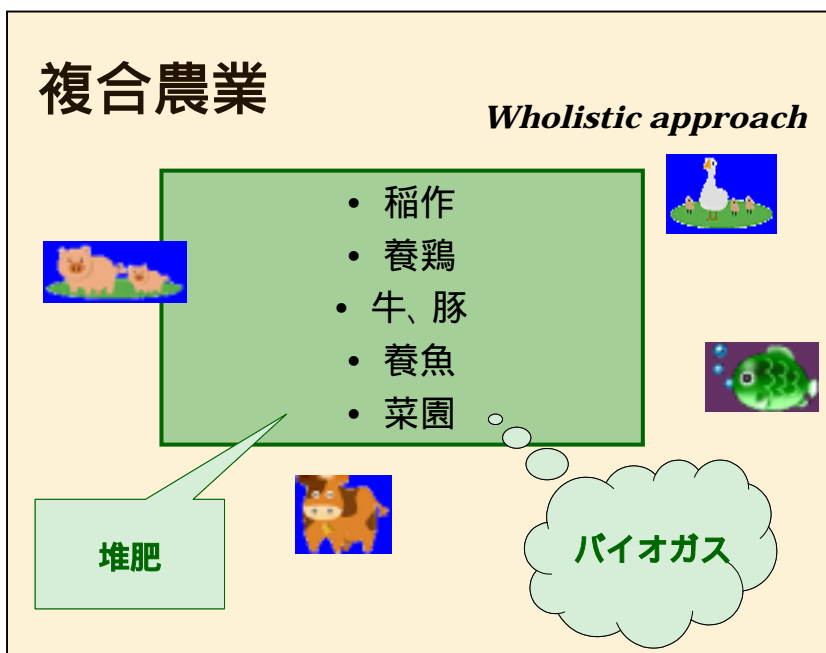 複合農業
Wholistic approach
• 稲作
• 養鶏
• 牛、豚
• 養魚
• 菜園
堆肥
バイオガス